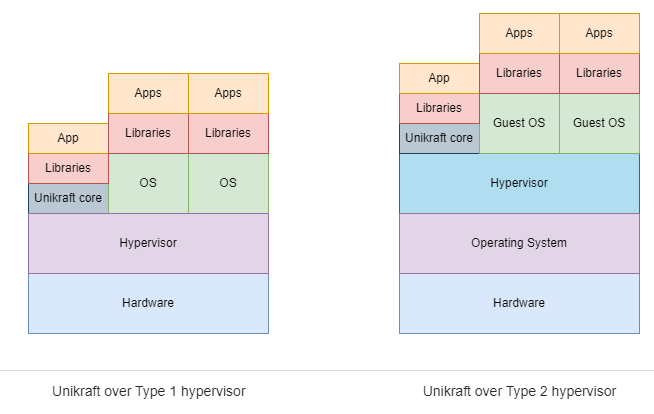 Apps Apps
App
Libraries Libraries
Libraries
Unikraft core
Guest OS Guest OS
Hypervisor
Operating System
Hardware
Unikraft over Type 2 hypervisor
Apps Apps
App
Libraries Libraries
Libraries
Unikraft core
OS OS
Hypervisor
Hardware
Unikraft over Type 1 hypervisor